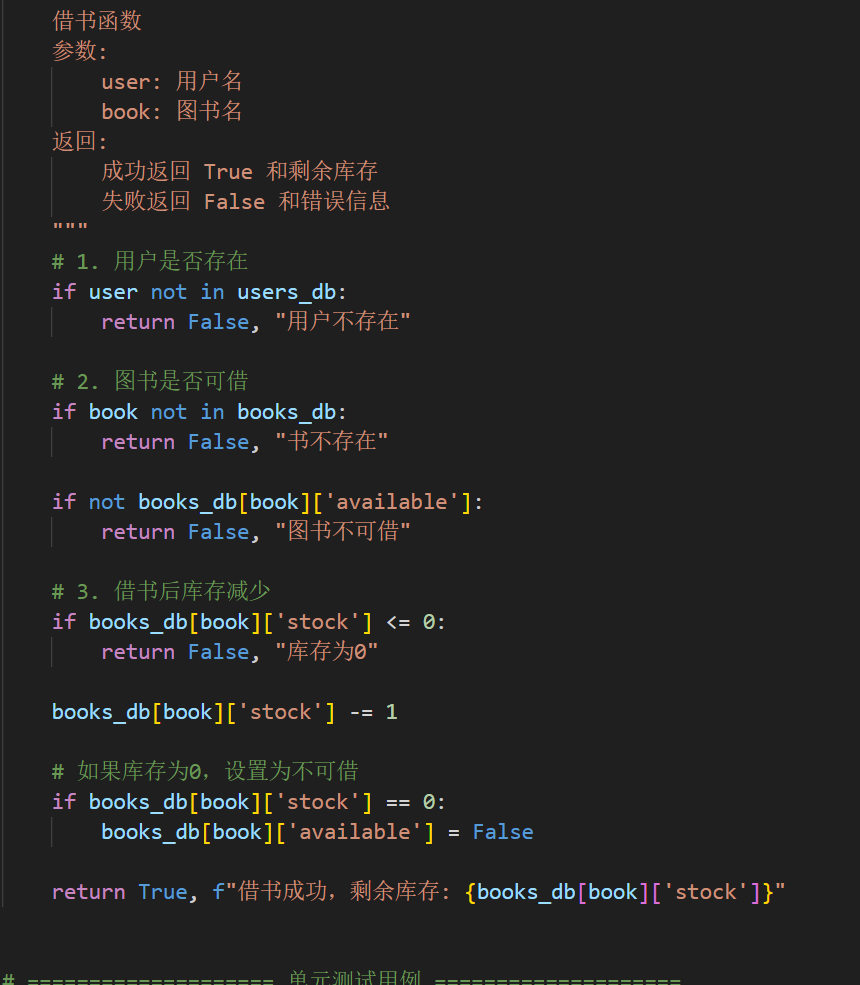 借书函数
参数:
user: 用户名
book: 图书名
返回:
成功返回 True 和剩余库存
失败返回 False 和错误信息
"""
# 1. 用户是否存在
if user not in users_db:
return False, "用户不存在"
# 2. 图书是否可借
if book not in books_db:
return False, "书不存在"
if not books_db[book]['available']:
return False, "图书不可借"
# 3. 借书后库存减少
if books_db[book]['stock'] <= 0:
return False, "库存为0"
books_db[book]['stock'] -= 1
# 如果库存为0，设置为不可借
if books_db[book]['stock'] == 0:
books_db[book]['available'] = False
return True, f"借书成功，剩余库存: {books_db[book]['stock']}"
# ==================== 单元测试用例 ====================